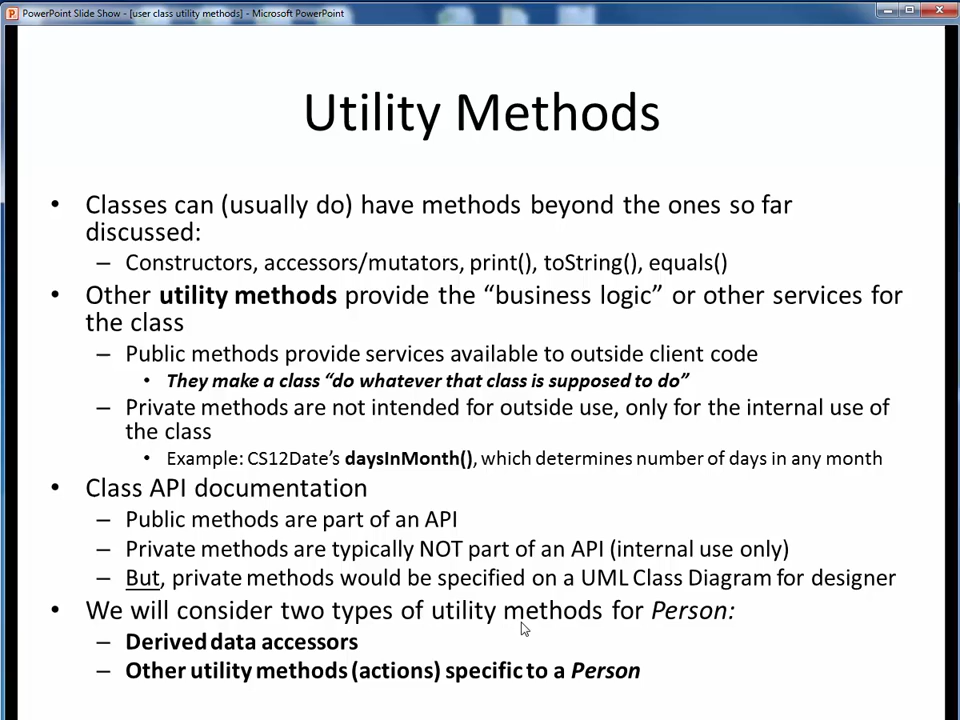 PowerPoint Slide Show - [user class utility methods] - Microsoft PowerPoint
Utility Methods
• Classes can (usually do) have methods beyond the ones so far
discussed:
– Constructors, accessors/mutators, print(), toString(), equals()
• Other utility methods provide the “business logic” or other services for
the class
– Public methods provide services available to outside client code
• They make a class “do whatever that class is supposed to do”
– Private methods are not intended for outside use, only for the internal use of
the class
• Example: CS12Date’s daysInMonth(), which determines number of days in any month
• Class API documentation
– Public methods are part of an API
– Private methods are typically NOT part of an API (internal use only)
– But, private methods would be specified on a UML Class Diagram for designer
• We will consider two types of utility methods for Person:
– Derived data accessors
– Other utility methods (actions) specific to a Person